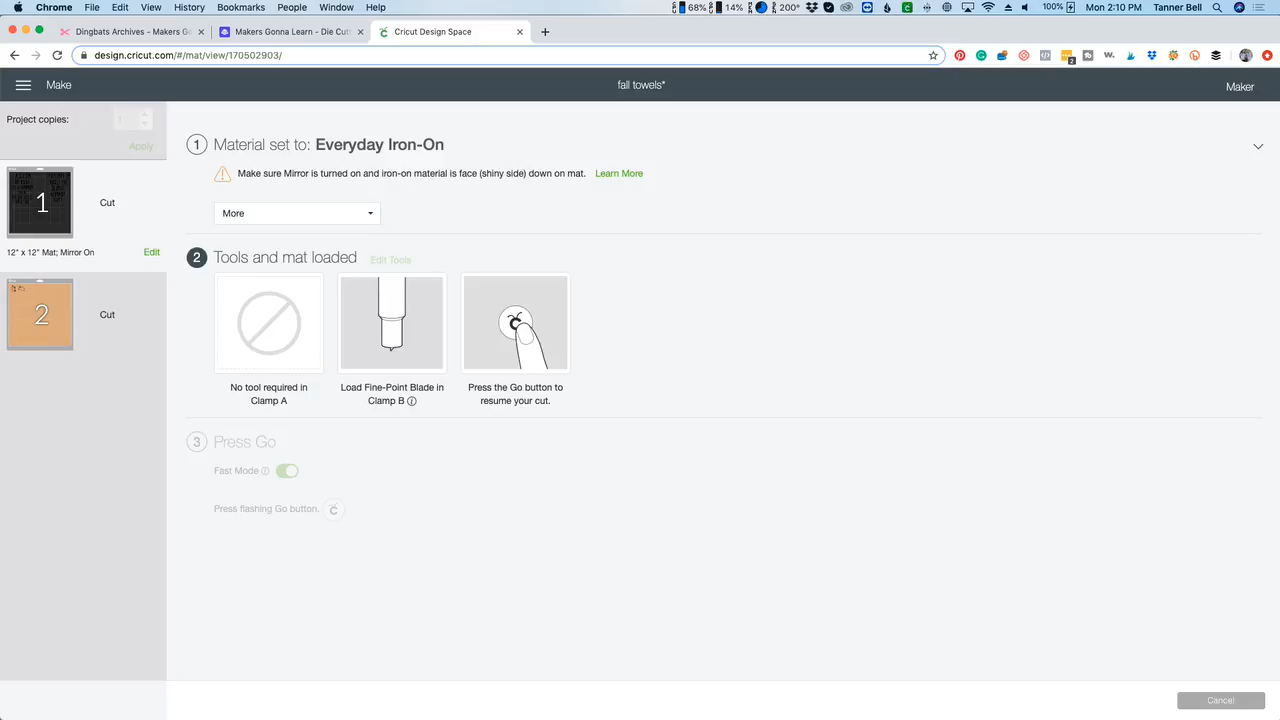 Chrome File Edit View History Bookmarks People Window Help 68% 14% 200° 100% Mon 2:10 PM Tanner Bell
Dingbats Archives - Makers Go Makers Gonna Learn - Die Cut Cricut Design Space
design.cricut.com/#/mat/view/170502903/
2
Make fall towels* Maker
Project copies: 1
Apply
1 Cut
12" x 12" Mat; Mirror On Edit
2 Cut
1 Material set to: Everyday Iron-On
Make sure Mirror is turned on and iron-on material is face (shiny side) down on mat. Learn More
More
2 Tools and mat loaded Edit Tools
No tool required in
Clamp A
Load Fine-Point Blade in
Clamp B
Press the Go button to
resume your cut.
3 Press Go
Fast Mode
Press flashing Go button.
Cancel